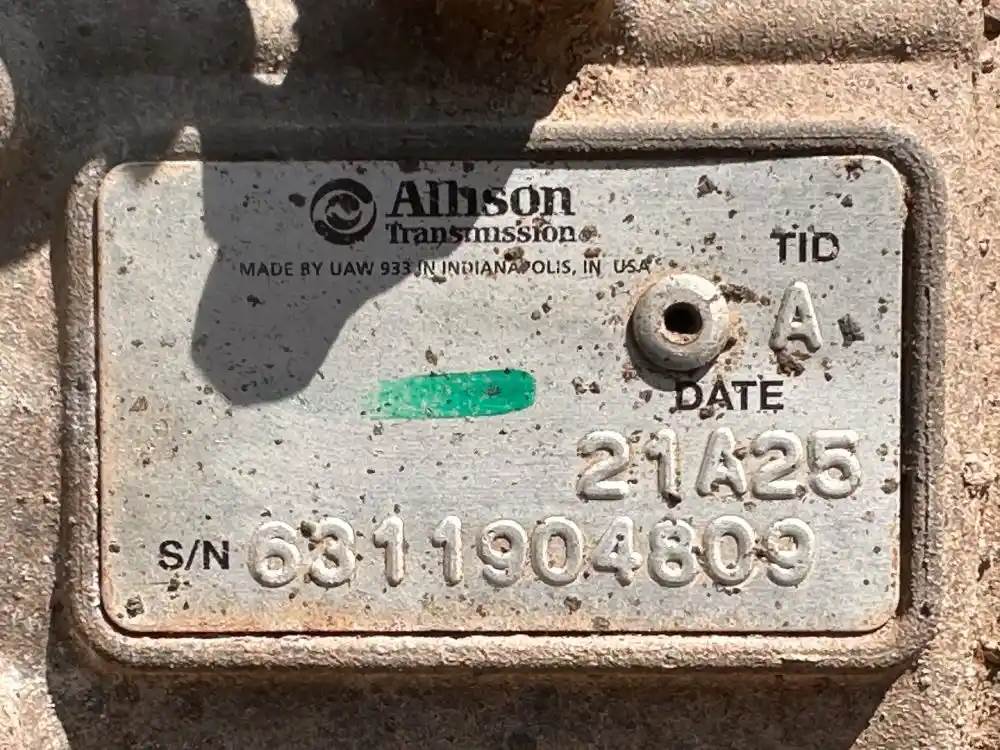 Allison
Transmission®
MADE BY UAW 933 IN INDIANAPOLIS, IN USA
TID
A
DATE
21A25
S/N 6311904809